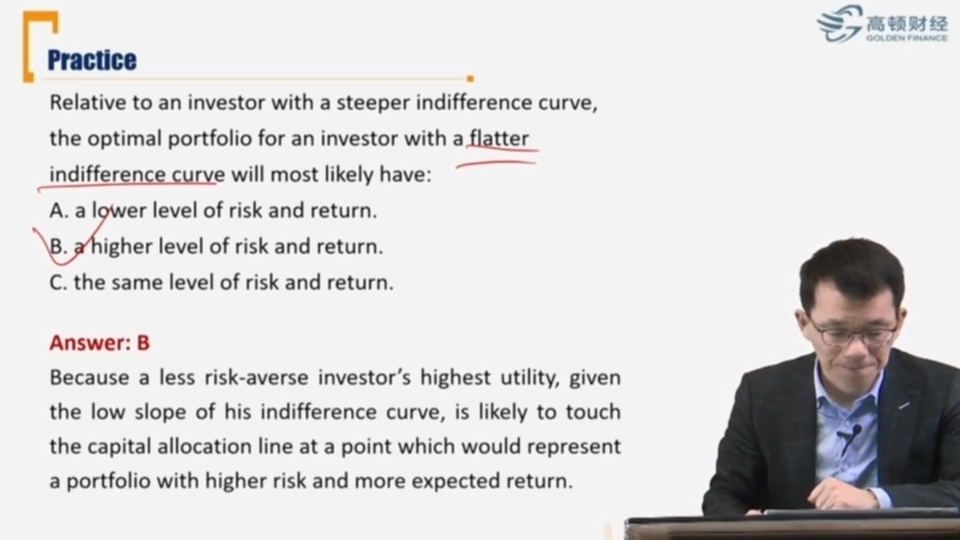 高顿财经
GOLDEN FINANCE
Practice
Relative to an investor with a steeper indifference curve,
the optimal portfolio for an investor with a flatter
indifference curve will most likely have:
A. a lower level of risk and return.
B. a higher level of risk and return.
C. the same level of risk and return.
Answer: B
Because a less risk-averse investor's highest utility, given
the low slope of his indifference curve, is likely to touch
the capital allocation line at a point which would represent
a portfolio with higher risk and more expected return.